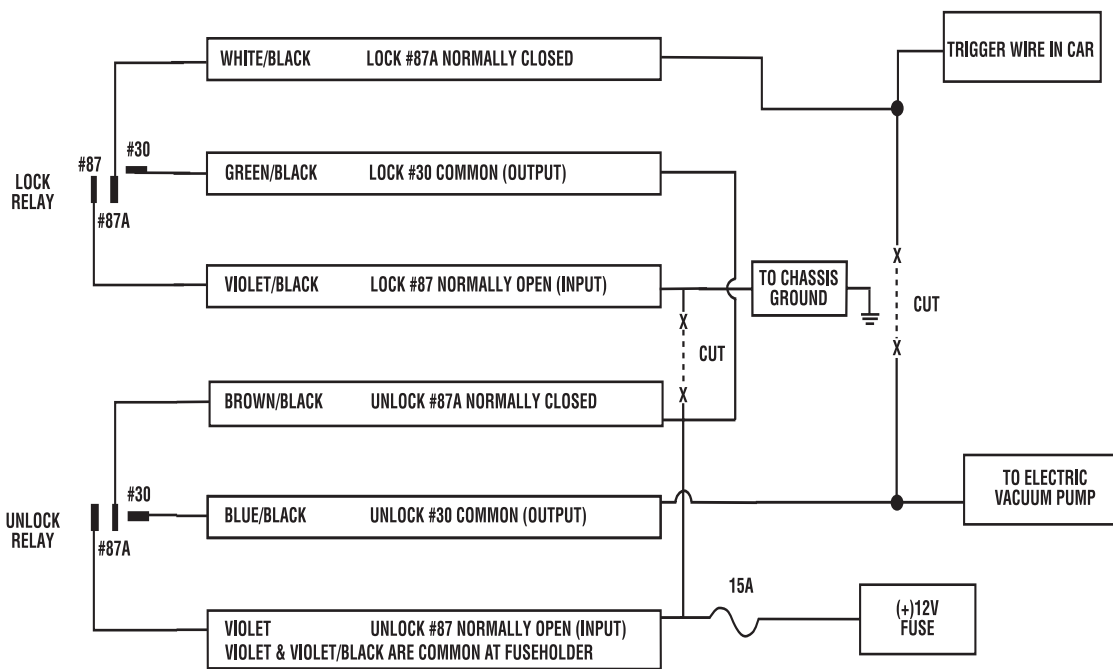 WHITE/BLACK LOCK #87A NORMALLY CLOSED
TRIGGER WIRE IN CAR
#87
#30
LOCK
RELAY
#87A
GREEN/BLACK LOCK #30 COMMON (OUTPUT)
VIOLET/BLACK LOCK #87 NORMALLY OPEN (INPUT)
TO CHASSIS
GROUND
X
CUT
X
X
CUT
X
BROWN/BLACK UNLOCK #87A NORMALLY CLOSED
#30
UNLOCK
RELAY
#87A
BLUE/BLACK UNLOCK #30 COMMON (OUTPUT)
TO ELECTRIC
VACUUM PUMP
VIOLET UNLOCK #87 NORMALLY OPEN (INPUT)
VIOLET & VIOLET/BLACK ARE COMMON AT FUSEHOLDER
15A
(+)12V
FUSE